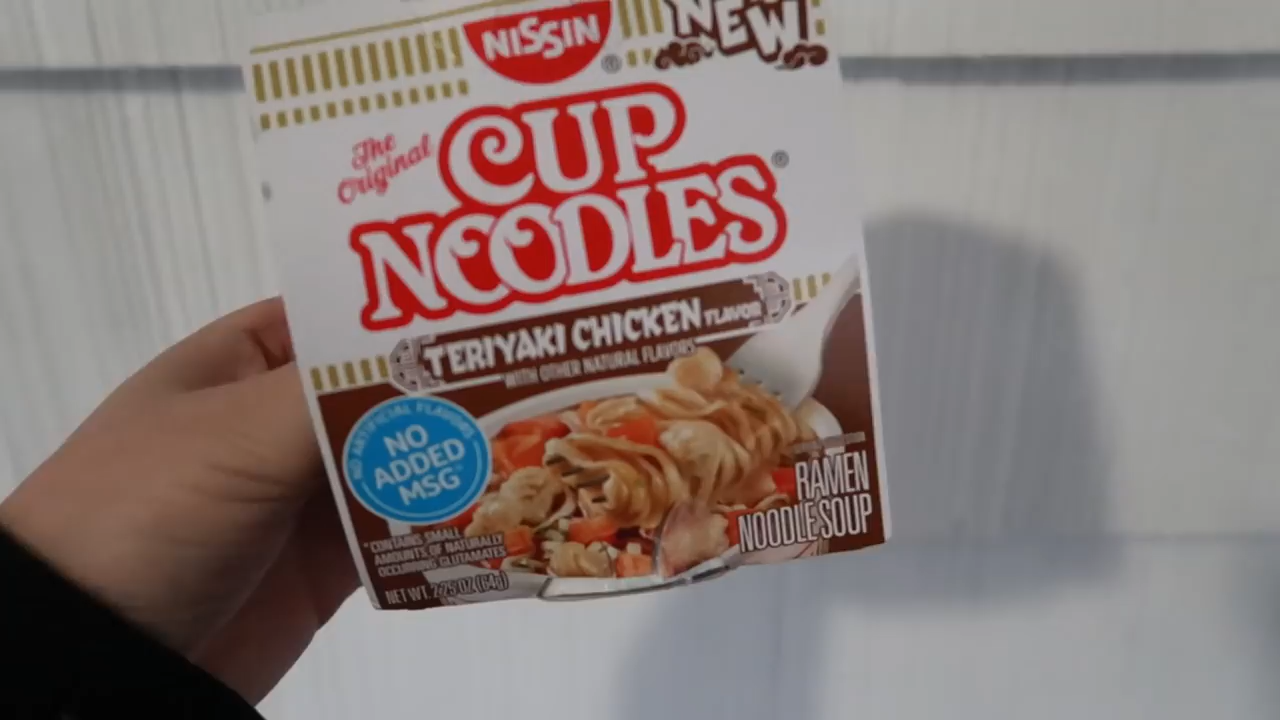 NISSIN®
NEW!
The Original
CUP
NOODLES®
TERIYAKI CHICKEN FLAVOR
WITH OTHER NATURAL FLAVORS
NO ARTIFICIAL FLAVORS
NO
ADDED
MSG*
*CONTAINS SMALL
AMOUNTS OF NATURALLY
OCCURRING GLUTAMATES
NET WT. 2.25 OZ (64g)
RAMEN
NOODLE SOUP